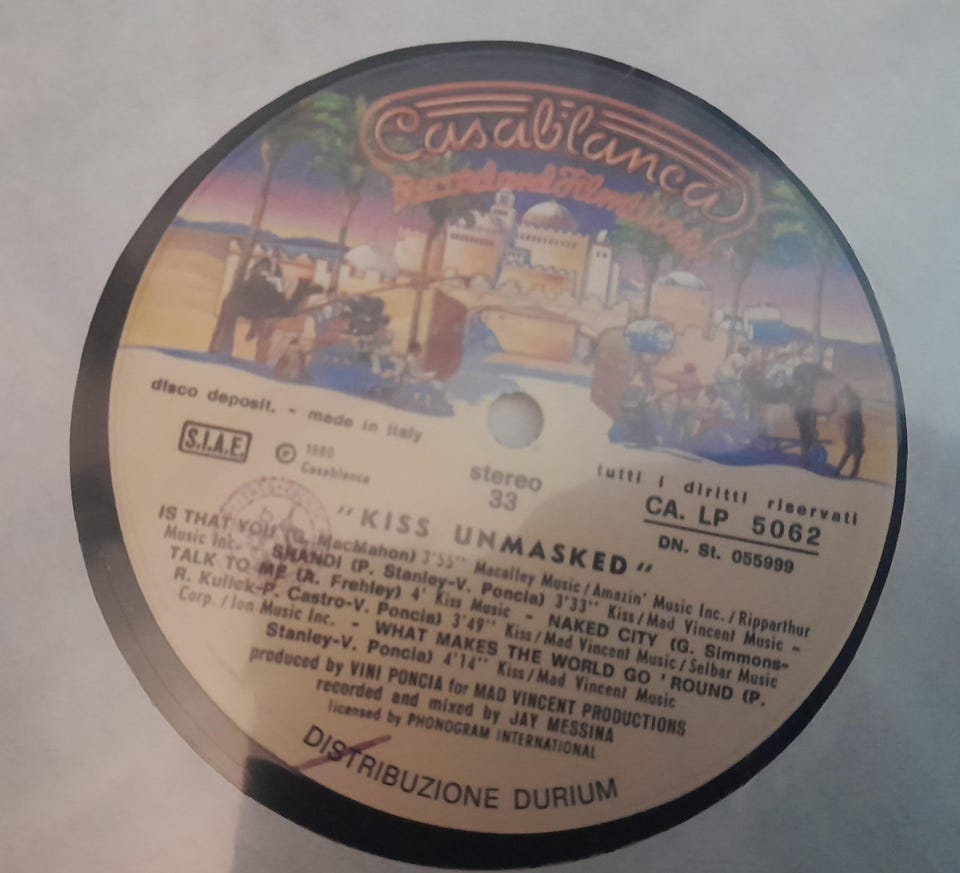 Casablanca
Record and FilmWorks
disco deposit. - made in Italy
S.I.A.E.
℗ 1980
Casablanca
stereo
33
tutti i diritti riservati
CA. LP 5062
DN. St. 055999
"KISS UNMASKED"
IS THAT YOU (G. MacMahon) 3'55'' Macalley Music/Amazin' Music Inc./Ripparthur
Music Inc. - SHANDI (P. Stanley-V. Poncia) 3'33'' Kiss/Mad Vincent Music -
TALK TO ME (A. Frehley) 4' Kiss Music - NAKED CITY (G. Simmons-
R. Kulick-P. Castro-V. Poncia) 3'49'' Kiss/Mad Vincent Music/Selbar Music
Corp./Ion Music Inc. - WHAT MAKES THE WORLD GO 'ROUND (P.
Stanley-V. Poncia) 4'14'' Kiss/Mad Vincent Music
produced by VINI PONCIA for MAD VINCENT PRODUCTIONS
recorded and mixed by JAY MESSINA
licensed by PHONOGRAM INTERNATIONAL
DISTRIBUZIONE DURIUM